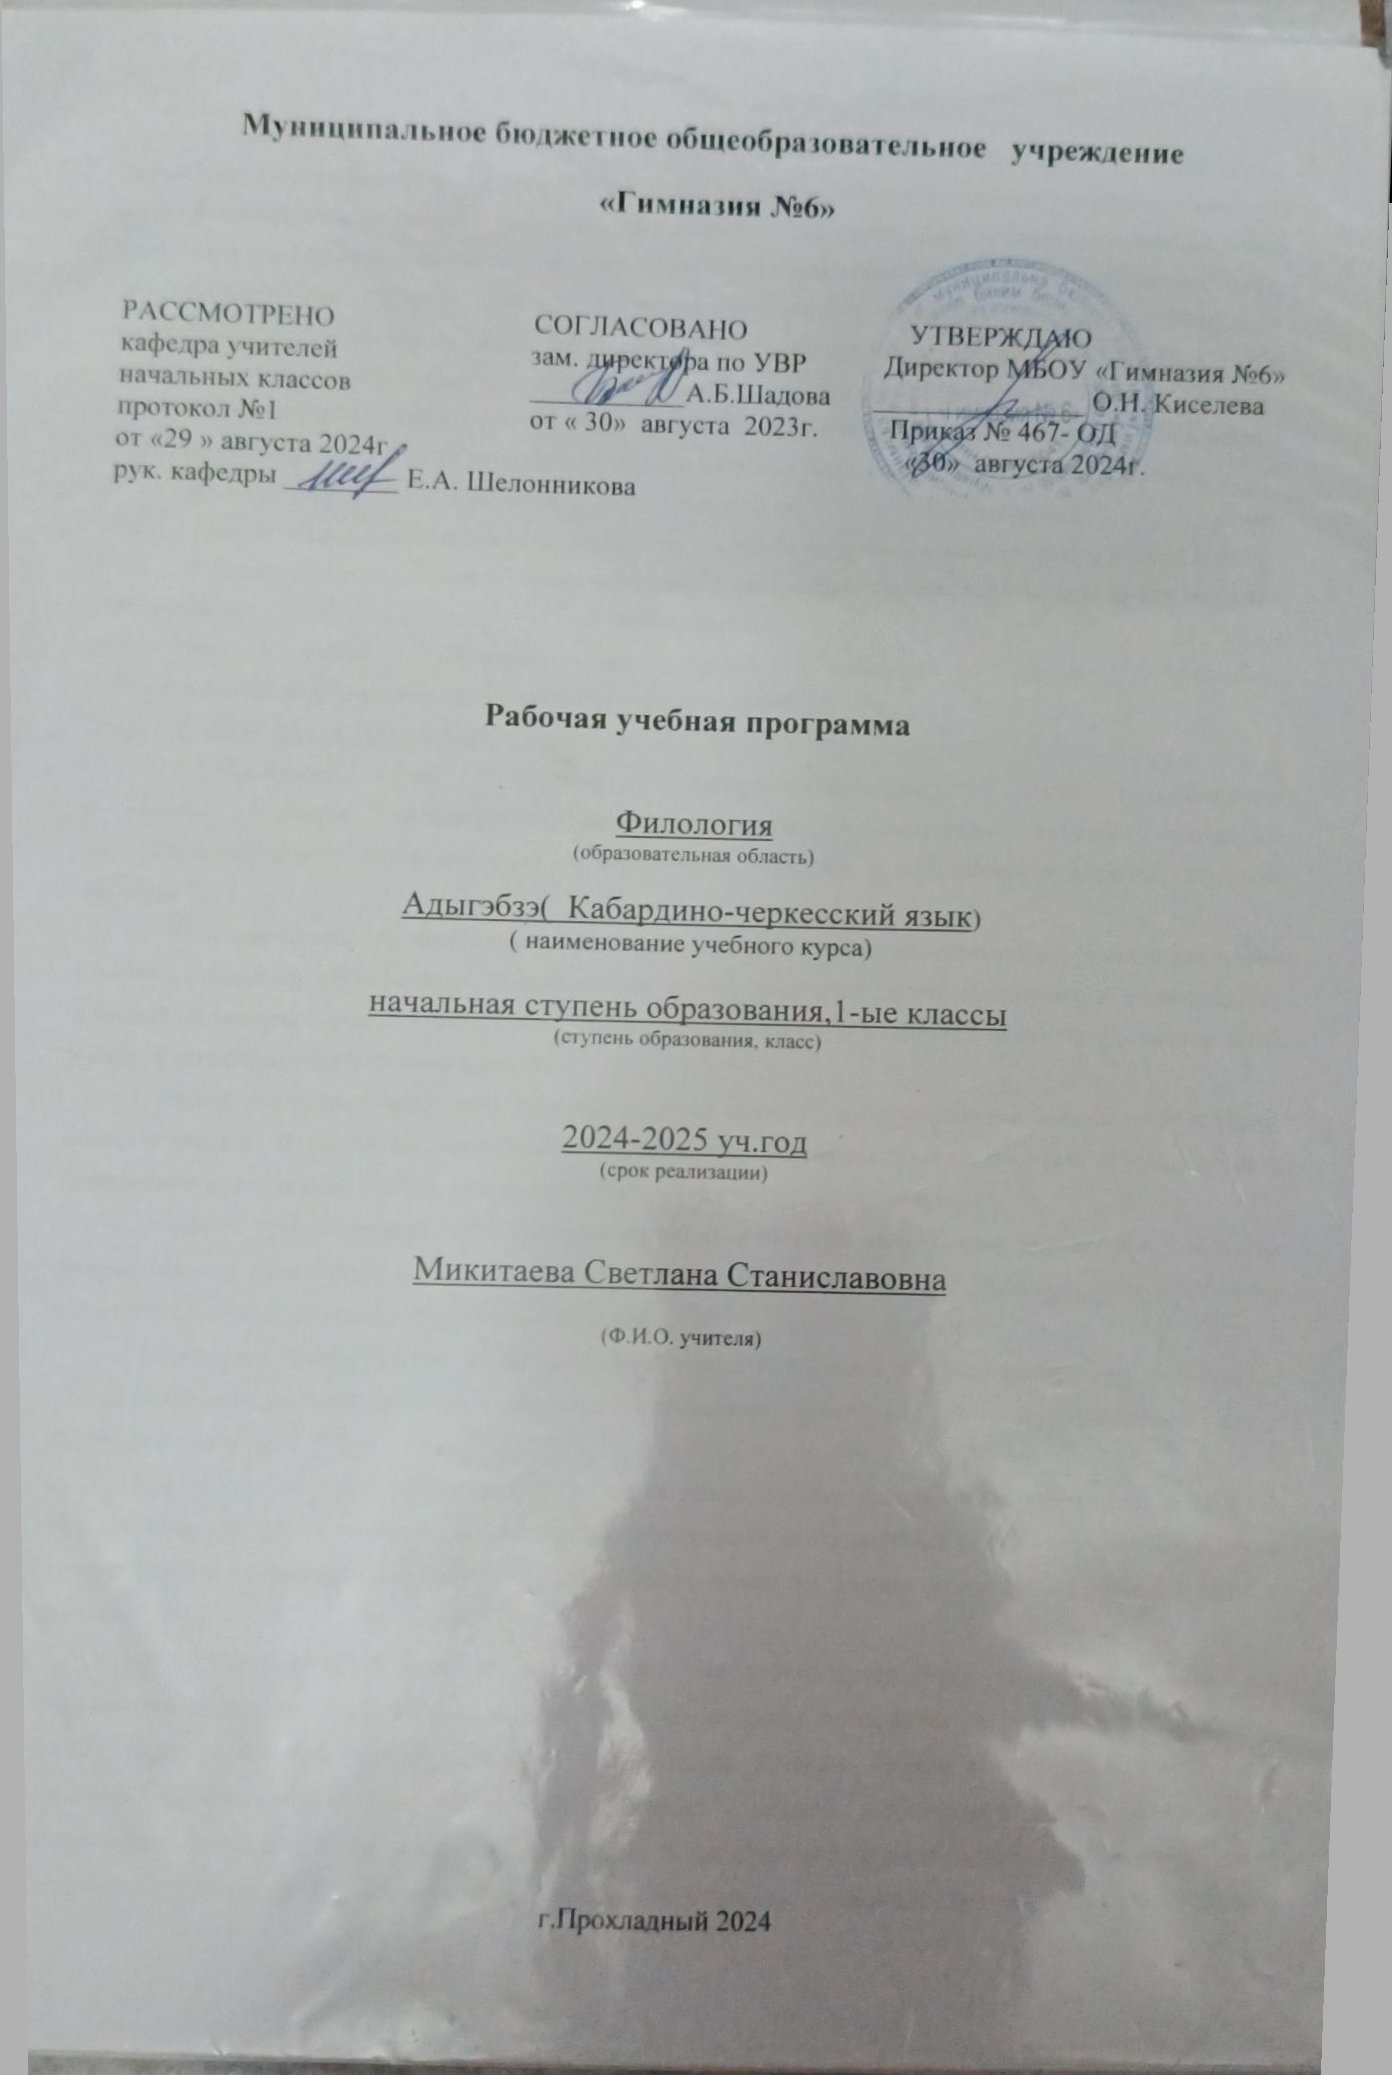 Муниципальное бюджетное общеобразовательное учреждение
«Гимназия №6»
РАССМОТРЕНО
кафедра учителей
начальных классов
протокол №1
от «29 » августа 2024г
рук. кафедры ________ Е.А. Шелонникова
СОГЛАСОВАНО
зам. директора по УВР
___________А.Б.Шадова
от « 30» августа 2023г.
УТВЕРЖДАЮ
Директор МБОУ «Гимназия №6»
_______________ О.Н. Киселева
Приказ № 467- ОД
«30» августа 2024г.
Рабочая учебная программа
Филология
(образовательная область)
Адыгэбзэ( Кабардино-черкесский язык)
( наименование учебного курса)
начальная ступень образования,1-ые классы
(ступень образования, класс)
2024-2025 уч.год
(срок реализации)
Микитаева Светлана Станиславовна
(Ф.И.О. учителя)
г.Прохладный 2024